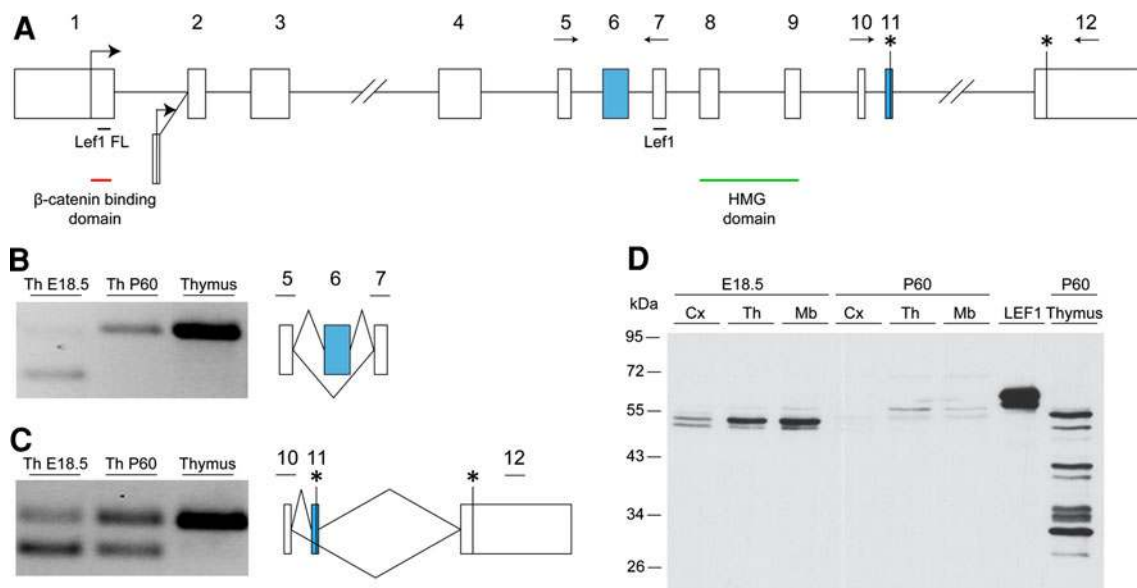 A
1 2 3 4 5 6 7 8 9 10 11 12
* *
Lef1 FL
Lef1
β-catenin binding
domain
HMG
domain
B
Th E18.5 Th P60 Thymus
5 6 7
C
Th E18.5 Th P60 Thymus
10 11 12
* *
D
E18.5 P60 P60
kDa Cx Th Mb Cx Th Mb LEF1 Thymus
95
72
55
43
34
26